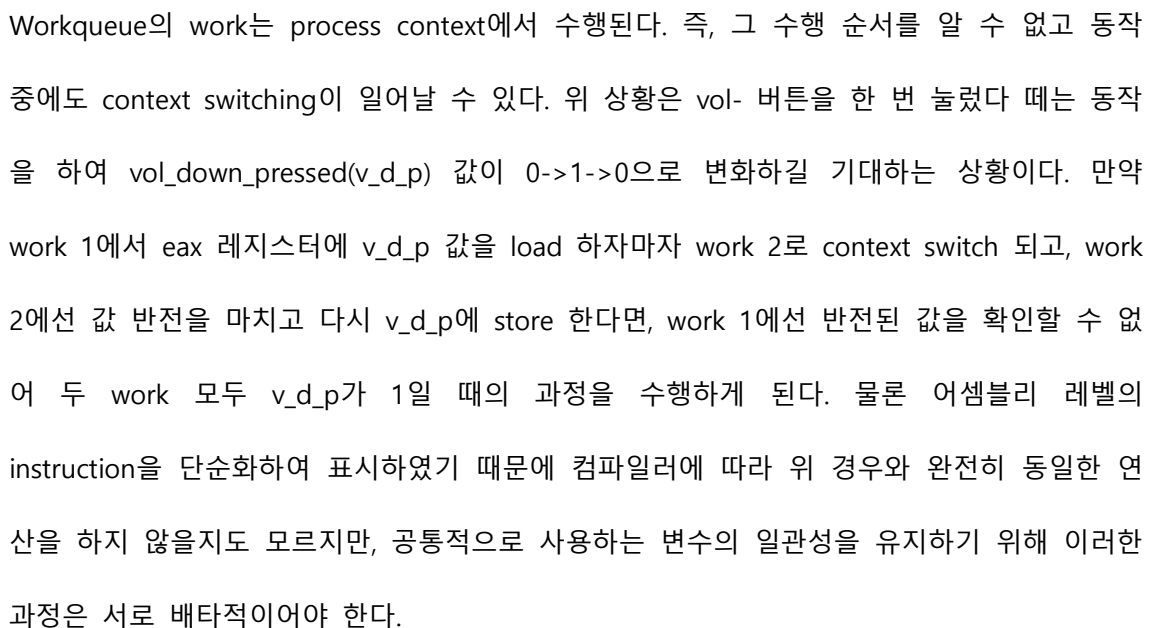 Workqueue의 work는 process context에서 수행된다. 즉, 그 수행 순서를 알 수 없고 동작
중에도 context switching이 일어날 수 있다. 위 상황은 vol- 버튼을 한 번 눌렀다 떼는 동작
을 하여 vol_down_pressed(v_d_p) 값이 0->1->0으로 변화하길 기대하는 상황이다. 만약
work 1에서 eax 레지스터에 v_d_p 값을 load 하자마자 work 2로 context switch 되고, work
2에선 값 반전을 마치고 다시 v_d_p에 store 한다면, work 1에선 반전된 값을 확인할 수 없
어 두 work 모두 v_d_p가 1일 때의 과정을 수행하게 된다. 물론 어셈블리 레벨의
instruction을 단순화하여 표시하였기 때문에 컴파일러에 따라 위 경우와 완전히 동일한 연
산을 하지 않을지도 모르지만, 공통적으로 사용하는 변수의 일관성을 유지하기 위해 이러한
과정은 서로 배타적이어야 한다.